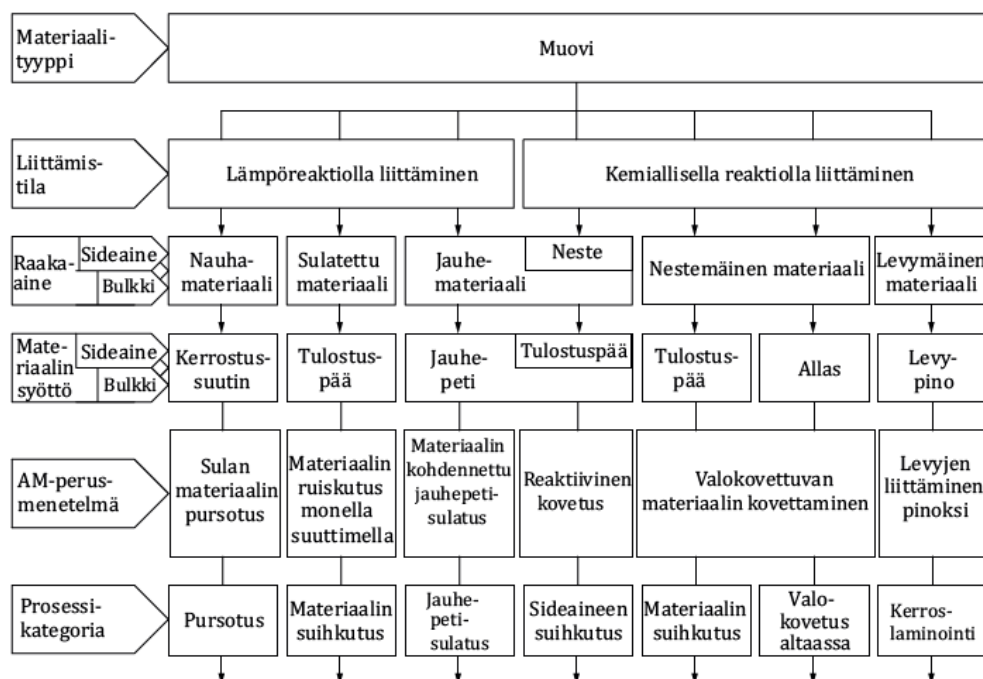 Materiaali-
tyyppi
Muovi
Liittämis-
tila
Lämpöreaktiolla liittäminen
Kemiallisella reaktiolla liittäminen
Raaka-
aine
Sideaine
Bulkki
Nauha-
materiaali
Sulatettu
materiaali
Jauhe-
materiaali
Neste
Nestemäinen materiaali
Levymäinen
materiaali
Mate-
riaalin
syöttö
Sideaine
Bulkki
Kerrostus-
suutin
Tulostus-
pää
Jauhe-
peti
Tulostuspää
Tulostus-
pää
Allas
Levy-
pino
AM-perus-
menetelmä
Sulan
materiaalin
pursotus
Materiaalin
ruiskutus
monella
suuttimella
Materiaalin
kohdennettu
jauhepeti-
sulatus
Reaktiivinen
kovetus
Valokovettuvan
materiaalin kovettaminen
Levyjen
liittäminen
pinoksi
Prosessi-
kategoria
Pursotus
Materiaalin
suihkutus
Jauhe-
peti-
sulatus
Sideaineen
suihkutus
Materiaalin
suihkutus
Valo-
kovetus
altaassa
Kerros-
laminointi